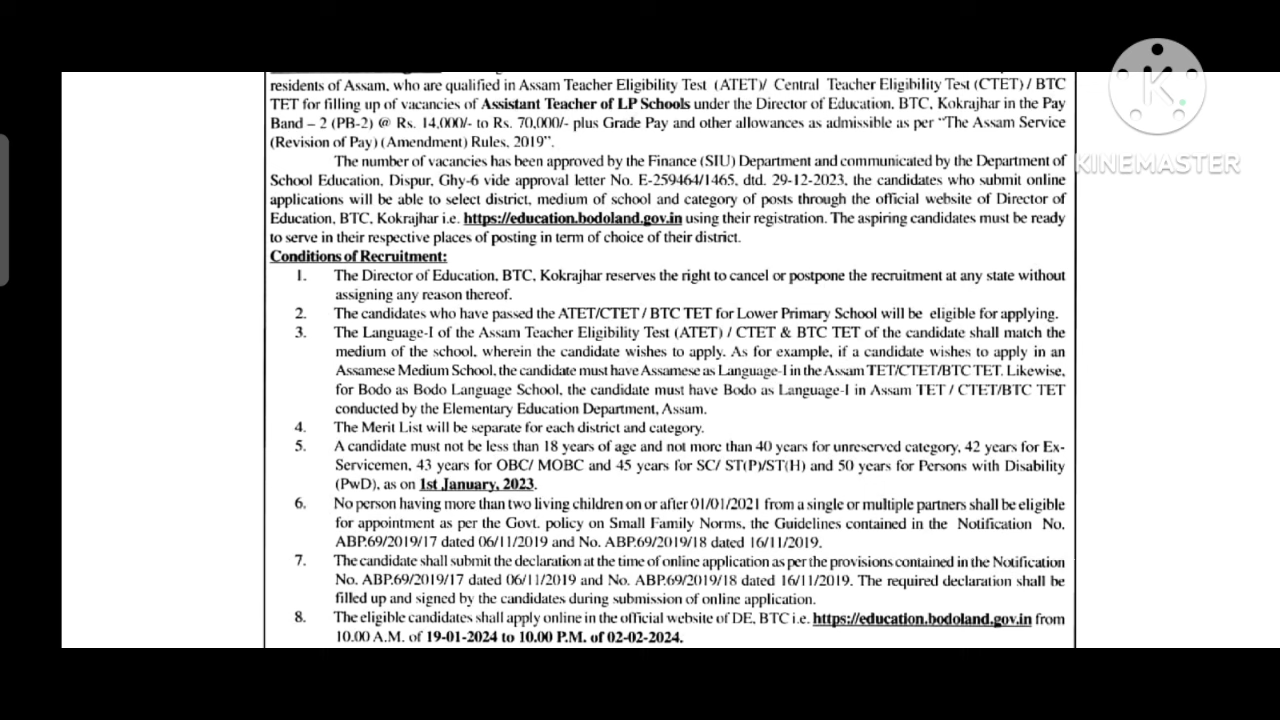 residents of Assam, who are qualified in Assam Teacher Eligibility Test (ATET)/ Central Teacher Eligibility Test (CTET) / BTC
TET for filling up of vacancies of Assistant Teacher of LP Schools under the Director of Education, BTC, Kokrajhar in the Pay
Band – 2 (PB-2) @ Rs. 14,000/- to Rs. 70,000/- plus Grade Pay and other allowances as admissible as per "The Assam Service
(Revision of Pay) (Amendment) Rules, 2019".
The number of vacancies has been approved by the Finance (SIU) Department and communicated by the Department of
School Education, Dispur, Ghy-6 vide approval letter No. E-259464/1465, dtd. 29-12-2023, the candidates who submit online
applications will be able to select district, medium of school and category of posts through the official website of Director of
Education, BTC, Kokrajhar i.e. https://education.bodoland.gov.in using their registration. The aspiring candidates must be ready
to serve in their respective places of posting in term of choice of their district.
Conditions of Recruitment:
1. The Director of Education, BTC, Kokrajhar reserves the right to cancel or postpone the recruitment at any state without
assigning any reason thereof.
2. The candidates who have passed the ATET/CTET / BTC TET for Lower Primary School will be eligible for applying.
3. The Language-I of the Assam Teacher Eligibility Test (ATET) / CTET & BTC TET of the candidate shall match the
medium of the school, wherein the candidate wishes to apply. As for example, if a candidate wishes to apply in an
Assamese Medium School, the candidate must have Assamese as Language-I in the Assam TET/CTET/BTC TET. Likewise,
for Bodo as Bodo Language School, the candidate must have Bodo as Language-I in Assam TET / CTET/BTC TET
conducted by the Elementary Education Department, Assam.
4. The Merit List will be separate for each district and category.
5. A candidate must not be less than 18 years of age and not more than 40 years for unreserved category, 42 years for Ex-
Servicemen, 43 years for OBC/ MOBC and 45 years for SC/ ST(P)/ST(H) and 50 years for Persons with Disability
(PwD), as on 1st January, 2023.
6. No person having more than two living children on or after 01/01/2021 from a single or multiple partners shall be eligible
for appointment as per the Govt. policy on Small Family Norms, the Guidelines contained in the Notification No.
ABP.69/2019/17 dated 06/11/2019 and No. ABP.69/2019/18 dated 16/11/2019.
7. The candidate shall submit the declaration at the time of online application as per the provisions contained in the Notification
No. ABP.69/2019/17 dated 06/11/2019 and No. ABP.69/2019/18 dated 16/11/2019. The required declaration shall be
filled up and signed by the candidates during submission of online application.
8. The eligible candidates shall apply online in the official website of DE, BTC i.e. https://education.bodoland.gov.in from
10.00 A.M. of 19-01-2024 to 10.00 P.M. of 02-02-2024.
K
KINEMASTER